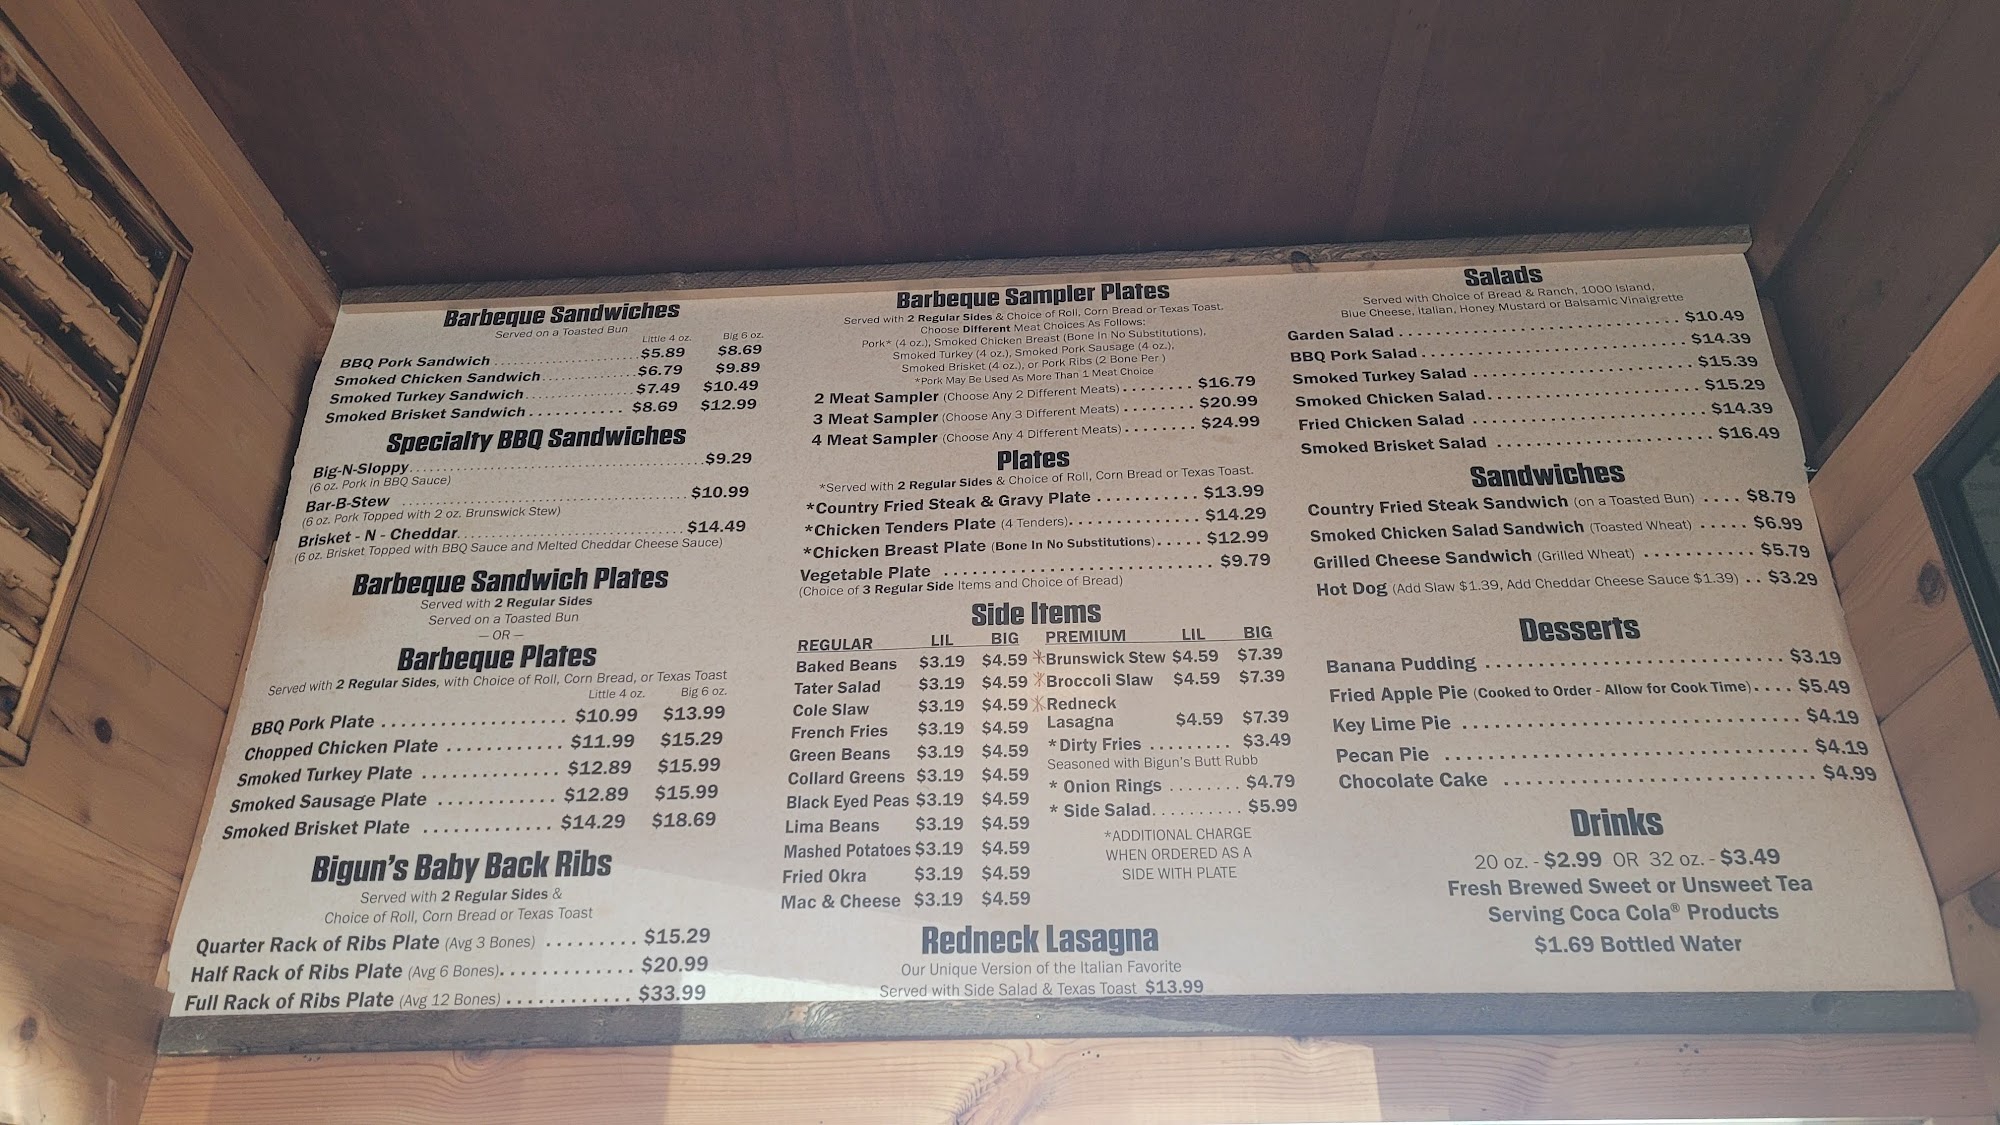 Barbeque Sandwiches
Served on a Toasted Bun
Little 4 oz. Big 6 oz.
BBQ Pork Sandwich $5.89 $8.69
Smoked Chicken Sandwich $6.79 $9.89
Smoked Turkey Sandwich $7.49 $10.49
Smoked Brisket Sandwich $8.69 $12.99
Specialty BBQ Sandwiches
Big-N-Sloppy $9.29
(6 oz. Pork in BBQ Sauce)
Bar-B-Stew $10.99
(6 oz. Pork Topped with 2 oz. Brunswick Stew)
Brisket - N - Cheddar $14.49
(6 oz. Brisket Topped with BBQ Sauce and Melted Cheddar Cheese Sauce)
Barbeque Sandwich Plates
Served with 2 Regular Sides
Served on a Toasted Bun
— OR —
Barbeque Plates
Served with 2 Regular Sides, with Choice of Roll, Corn Bread, or Texas Toast
Little 4 oz. Big 6 oz.
BBQ Pork Plate $10.99 $13.99
Chopped Chicken Plate $11.99 $15.29
Smoked Turkey Plate $12.89 $15.99
Smoked Sausage Plate $12.89 $15.99
Smoked Brisket Plate $14.29 $18.69
Bigun's Baby Back Ribs
Served with 2 Regular Sides &
Choice of Roll, Corn Bread or Texas Toast
Quarter Rack of Ribs Plate (Avg 3 Bones) $15.29
Half Rack of Ribs Plate (Avg 6 Bones) $20.99
Full Rack of Ribs Plate (Avg 12 Bones) $33.99
Barbeque Sampler Plates
Served with 2 Regular Sides & Choice of Roll, Corn Bread or Texas Toast.
Choose Different Meat Choices As Follows:
Pork* (4 oz.), Smoked Chicken Breast (Bone In No Substitutions),
Smoked Turkey (4 oz.), Smoked Pork Sausage (4 oz.),
Smoked Brisket (4 oz.), or Pork Ribs (2 Bone Per )
*Pork May Be Used As More Than 1 Meat Choice
2 Meat Sampler (Choose Any 2 Different Meats) $16.79
3 Meat Sampler (Choose Any 3 Different Meats) $20.99
4 Meat Sampler (Choose Any 4 Different Meats) $24.99
Plates
*Served with 2 Regular Sides & Choice of Roll, Corn Bread or Texas Toast.
*Country Fried Steak & Gravy Plate $13.99
*Chicken Tenders Plate (4 Tenders) $14.29
*Chicken Breast Plate (Bone In No Substitutions) $12.99
Vegetable Plate $9.79
(Choice of 3 Regular Side Items and Choice of Bread)
Side Items
REGULAR LIL BIG
Baked Beans $3.19 $4.59
Tater Salad $3.19 $4.59
Cole Slaw $3.19 $4.59
French Fries $3.19 $4.59
Green Beans $3.19 $4.59
Collard Greens $3.19 $4.59
Black Eyed Peas $3.19 $4.59
Lima Beans $3.19 $4.59
Mashed Potatoes $3.19 $4.59
Fried Okra $3.19 $4.59
Mac & Cheese $3.19 $4.59
PREMIUM LIL BIG
*Brunswick Stew $4.59 $7.39
*Broccoli Slaw $4.59 $7.39
*Redneck
Lasagna $4.59 $7.39
*Dirty Fries $3.49
Seasoned with Bigun's Butt Rubb
* Onion Rings $4.79
* Side Salad $5.99
*ADDITIONAL CHARGE
WHEN ORDERED AS A
SIDE WITH PLATE
Redneck Lasagna
Our Unique Version of the Italian Favorite
Served with Side Salad & Texas Toast $13.99
Salads
Served with Choice of Bread & Ranch, 1000 Island,
Blue Cheese, Italian, Honey Mustard or Balsamic Vinaigrette
Garden Salad $10.49
BBQ Pork Salad $14.39
Smoked Turkey Salad $15.39
Smoked Chicken Salad $15.29
Fried Chicken Salad $14.39
Smoked Brisket Salad $16.49
Sandwiches
Country Fried Steak Sandwich (on a Toasted Bun) $8.79
Smoked Chicken Salad Sandwich (Toasted Wheat) $6.99
Grilled Cheese Sandwich (Grilled Wheat) $5.79
Hot Dog (Add Slaw $1.39, Add Cheddar Cheese Sauce $1.39) $3.29
Desserts
Banana Pudding $3.19
Fried Apple Pie (Cooked to Order - Allow for Cook Time) $5.49
Key Lime Pie $4.19
Pecan Pie $4.19
Chocolate Cake $4.99
Drinks
20 oz. - $2.99 OR 32 oz. - $3.49
Fresh Brewed Sweet or Unsweet Tea
Serving Coca Cola® Products
$1.69 Bottled Water